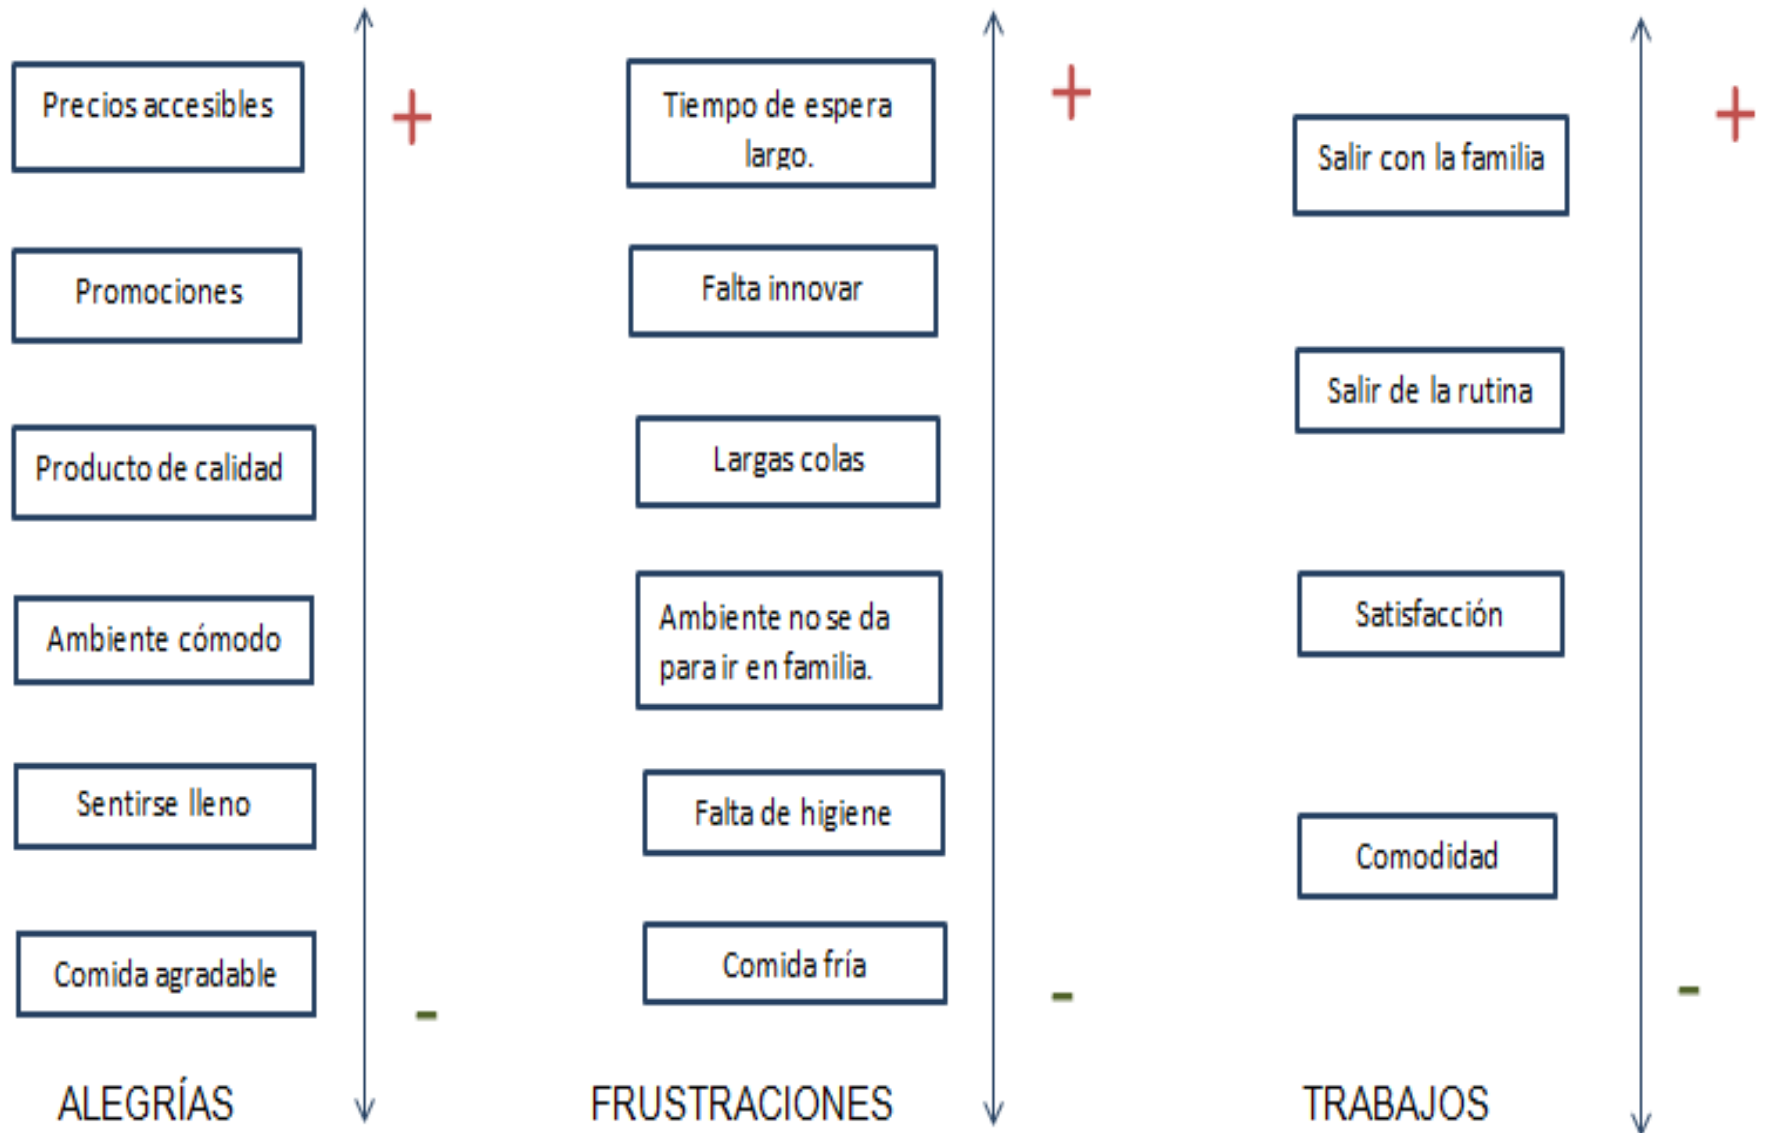 Precios accesibles
+
Promociones
Producto de calidad
Ambiente cómodo
Sentirse lleno
Comida agradable
-
ALEGRÍAS
Tiempo de espera
largo.
+
Falta innovar
Largas colas
Ambiente no se da
para ir en familia.
Falta de higiene
Comida fría
-
FRUSTRACIONES
Salir con la familia
+
Salir de la rutina
Satisfacción
Comodidad
-
TRABAJOS